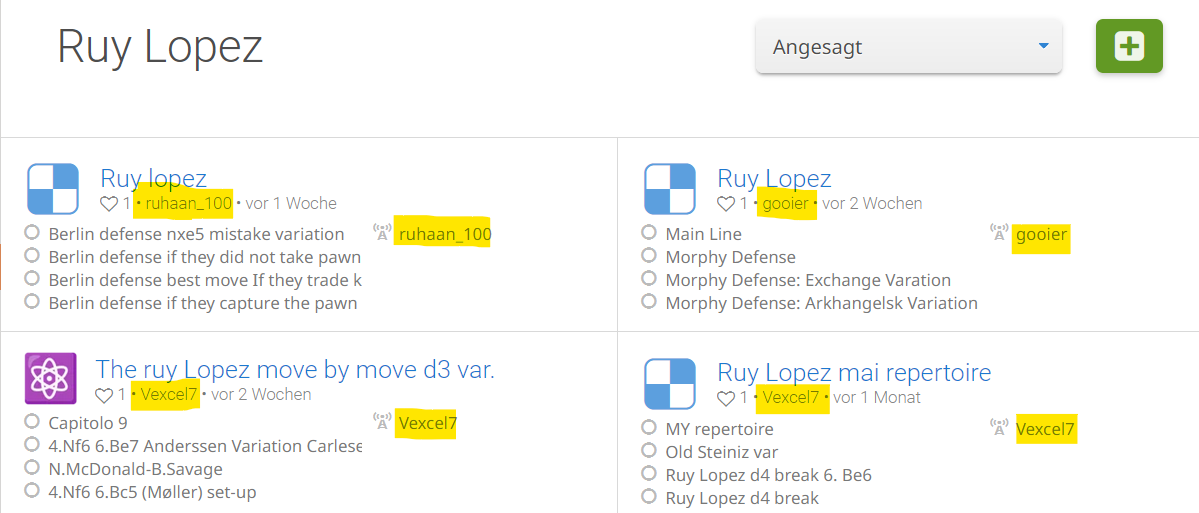 Ruy Lopez
Angesagt
Ruy lopez
1 • ruhaan_100 • vor 1 Woche
Berlin defense nxe5 mistake variation
ruhaan_100
Berlin defense if they did not take pawn
Berlin defense best move If they trade k
Berlin defense if they capture the pawn
Ruy Lopez
1 • gooier • vor 2 Wochen
Main Line
gooier
Morphy Defense
Morphy Defense: Exchange Varation
Morphy Defense: Arkhangelsk Variation
The ruy Lopez move by move d3 var.
1 • Vexcel7 • vor 2 Wochen
Capitolo 9
Vexcel7
4.Nf6 6.Be7 Anderssen Variation Carlese
N.McDonald-B.Savage
4.Nf6 6.Bc5 (Møller) set-up
Ruy Lopez mai repertoire
1 • Vexcel7 • vor 1 Monat
MY repertoire
Vexcel7
Old Steiniz var
Ruy Lopez d4 break 6. Be6
Ruy Lopez d4 break